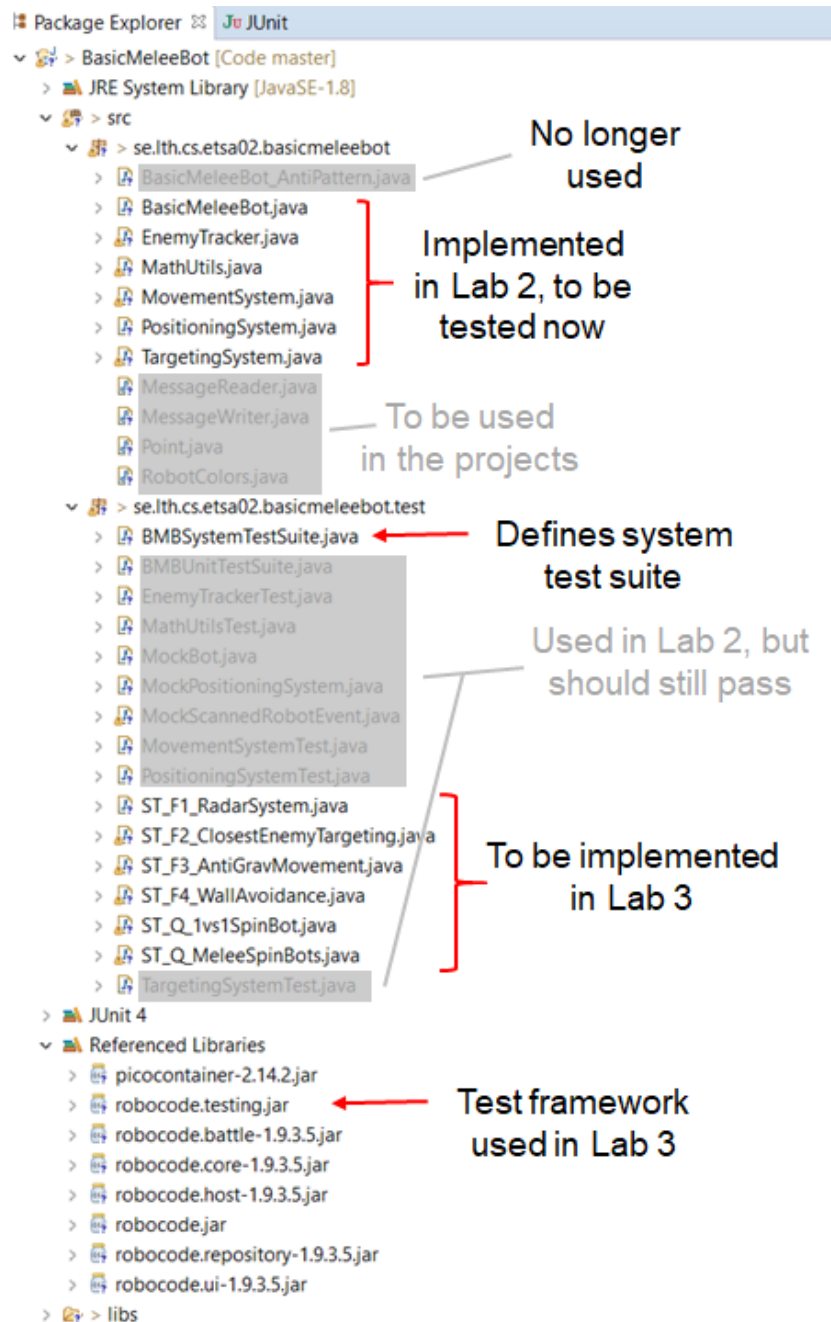 Package Explorer JUnit
> BasicMeleeBot [Code master]
JRE System Library [JavaSE-1.8]
> src
> se.lth.cs.etsa02.basicmeleebot
No longer
used
BasicMeleeBot_AntiPattern.java
BasicMeleeBot.java
EnemyTracker.java
MathUtils.java
MovementSystem.java
PositioningSystem.java
TargetingSystem.java
Implemented
in Lab 2, to be
tested now
MessageReader.java
MessageWriter.java
Point.java
RobotColors.java
To be used
in the projects
> se.lth.cs.etsa02.basicmeleebot.test
BMBSystemTestSuite.java
Defines system
test suite
BMBUnitTestSuite.java
EnemyTrackerTest.java
MathUtilsTest.java
MockBot.java
MockPositioningSystem.java
MockScannedRobotEvent.java
MovementSystemTest.java
PositioningSystemTest.java
Used in Lab 2, but
should still pass
ST_F1_RadarSystem.java
ST_F2_ClosestEnemyTargeting.java
ST_F3_AntiGravMovement.java
ST_F4_WallAvoidance.java
ST_Q_1vs1SpinBot.java
ST_Q_MeleeSpinBots.java
To be implemented
in Lab 3
TargetingSystemTest.java
JUnit 4
Referenced Libraries
picocontainer-2.14.2.jar
robocode.testing.jar
Test framework
used in Lab 3
robocode.battle-1.9.3.5.jar
robocode.core-1.9.3.5.jar
robocode.host-1.9.3.5.jar
robocode.jar
robocode.repository-1.9.3.5.jar
robocode.ui-1.9.3.5.jar
> libs